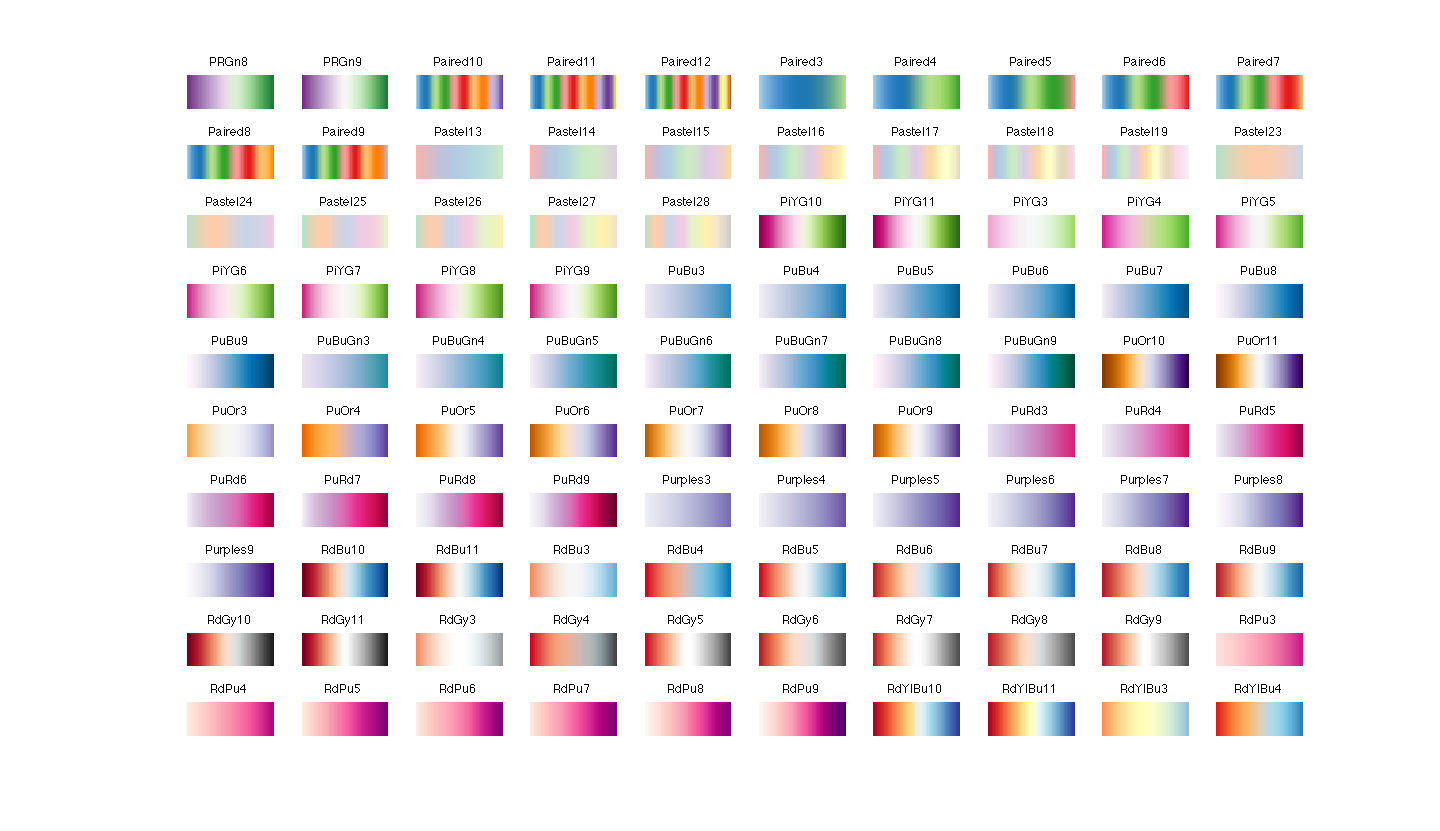 PRGn8 PRGn9 Paired10 Paired11 Paired12 Paired3 Paired4 Paired5 Paired6 Paired7
Paired8 Paired9 Pastel13 Pastel14 Pastel15 Pastel16 Pastel17 Pastel18 Pastel19 Pastel23
Pastel24 Pastel25 Pastel26 Pastel27 Pastel28 PiYG10 PiYG11 PiYG3 PiYG4 PiYG5
PiYG6 PiYG7 PiYG8 PiYG9 PuBu3 PuBu4 PuBu5 PuBu6 PuBu7 PuBu8
PuBu9 PuBuGn3 PuBuGn4 PuBuGn5 PuBuGn6 PuBuGn7 PuBuGn8 PuBuGn9 PuOr10 PuOr11
PuOr3 PuOr4 PuOr5 PuOr6 PuOr7 PuOr8 PuOr9 PuRd3 PuRd4 PuRd5
PuRd6 PuRd7 PuRd8 PuRd9 Purples3 Purples4 Purples5 Purples6 Purples7 Purples8
Purples9 RdBu10 RdBu11 RdBu3 RdBu4 RdBu5 RdBu6 RdBu7 RdBu8 RdBu9
RdGy10 RdGy11 RdGy3 RdGy4 RdGy5 RdGy6 RdGy7 RdGy8 RdGy9 RdPu3
RdPu4 RdPu5 RdPu6 RdPu7 RdPu8 RdPu9 RdYlBu10 RdYlBu11 RdYlBu3 RdYlBu4